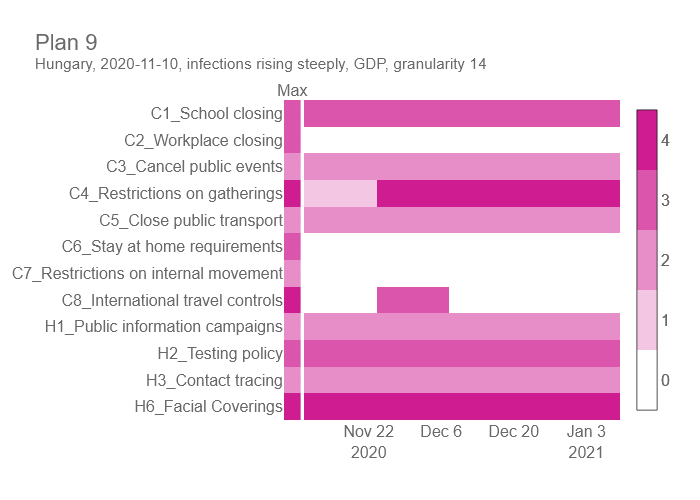 Plan 9
Hungary, 2020-11-10, infections rising steeply, GDP, granularity 14
Max
C1_School closing
C2_Workplace closing
C3_Cancel public events
C4_Restrictions on gatherings
C5_Close public transport
C6_Stay at home requirements
C7_Restrictions on internal movement
C8_International travel controls
H1_Public information campaigns
H2_Testing policy
H3_Contact tracing
H6_Facial Coverings
Nov 22 Dec 6 Dec 20 Jan 3
2020 2021
4
3
2
1
0